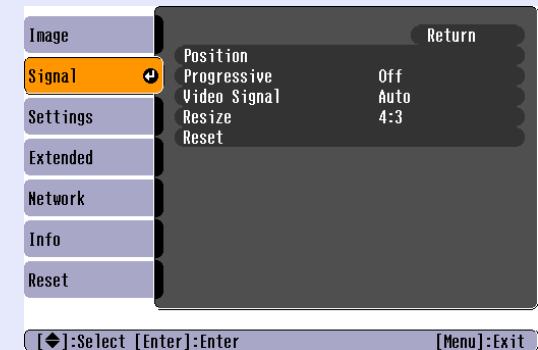 Image
Signal
Settings
Extended
Network
Info
Reset
Return
Position
Progressive Off
Video Signal Auto
Resize 4:3
Reset
[◆]:Select [Enter]:Enter [Menu]:Exit